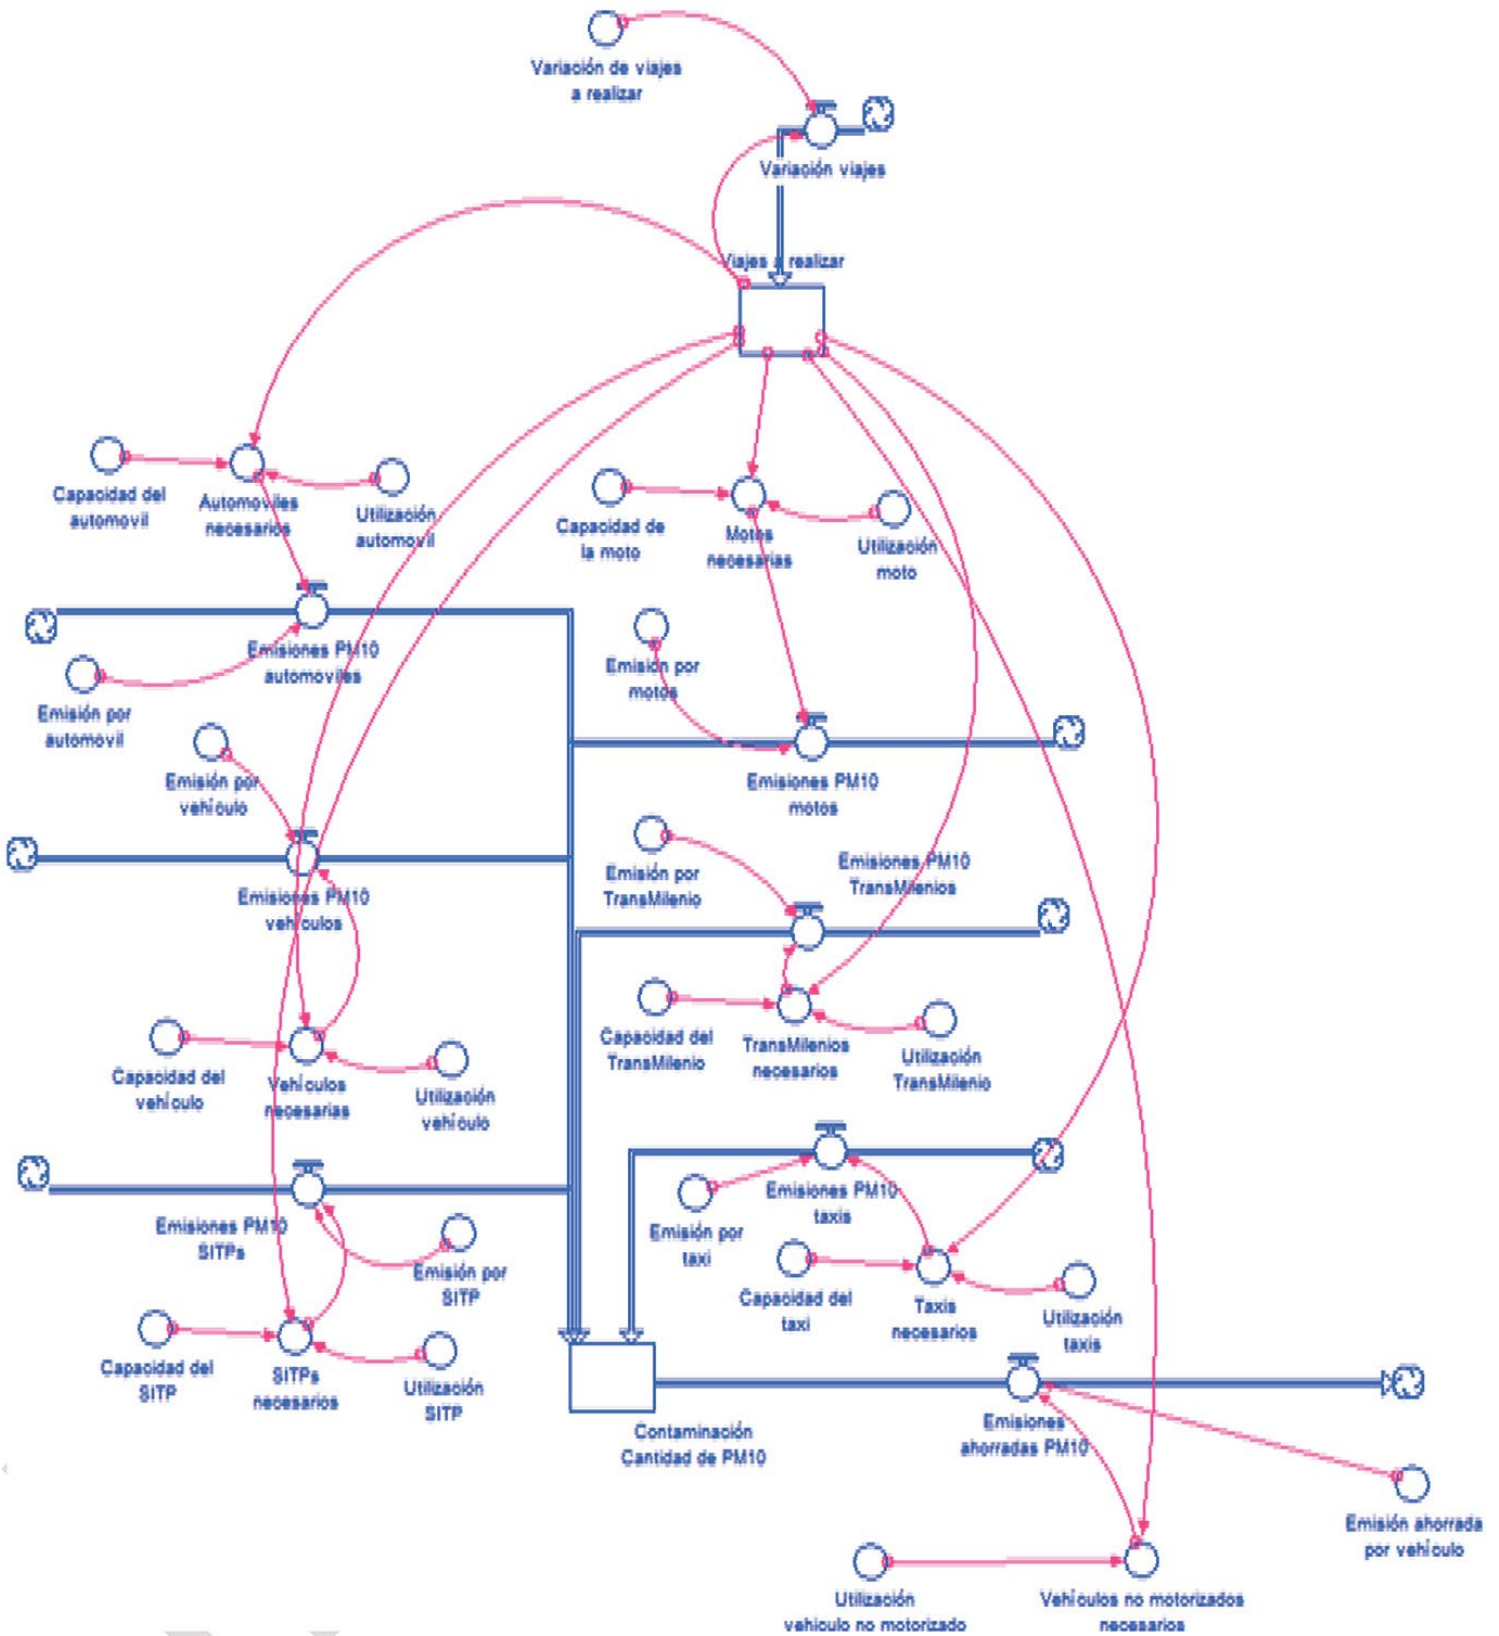 Variación de viajes
a realizar
Variación viajes
Viajes a realizar
Capacidad del
automovil
Automoviles
necesarios
Utilización
automovil
Capacidad de
la moto
Motos
necesarias
Utilización
moto
Emisiones PM10
automoviles
Emisión por
automovil
Emisión por
motos
Emisión por
vehículo
Emisiones PM10
motos
Emisiones PM10
vehículos
Emisión por
TransMilenio
Emisiones PM10
TransMilenios
Capacidad del
vehículo
Vehículos
necesarias
Utilización
vehículo
Capacidad del
TransMilenio
TransMilenios
necesarios
Utilización
TransMilenio
Emisiones PM10
SITPs
Emisión por
SITP
Emisión por
taxi
Emisiones PM10
taxis
Capacidad del
taxi
Taxis
necesarios
Utilización
taxis
Capacidad del
SITP
SITPs
necesarios
Utilización
SITP
Contaminación
Cantidad de PM10
Emisiones
ahorradas PM10
Emisión ahorrada
por vehículo
Utilización
vehiculo no motorizado
Vehículos no motorizados
necesarios